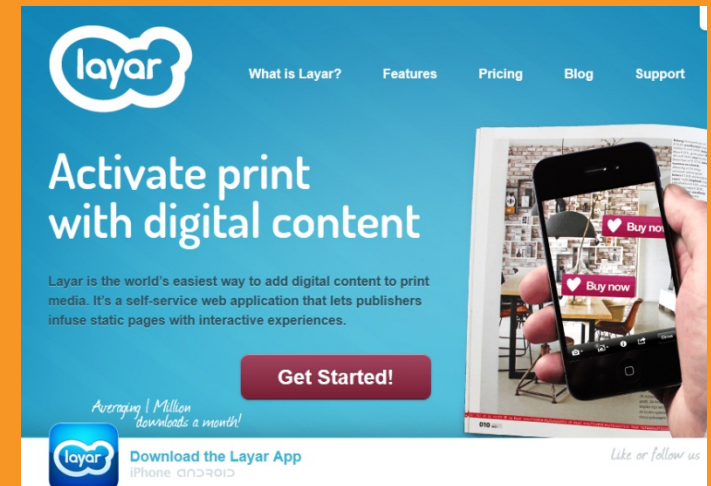 layar
What is Layar? Features Pricing Blog Support
Activate print
with digital content
Layar is the world's easiest way to add digital content to print
media. It's a self-service web application that lets publishers
infuse static pages with interactive experiences.
Get Started!
Buy now
Buy now
010
Averaging 1 Million
downloads a month!
layar
Download the Layar App
iPhone ANDROID
Like or follow us